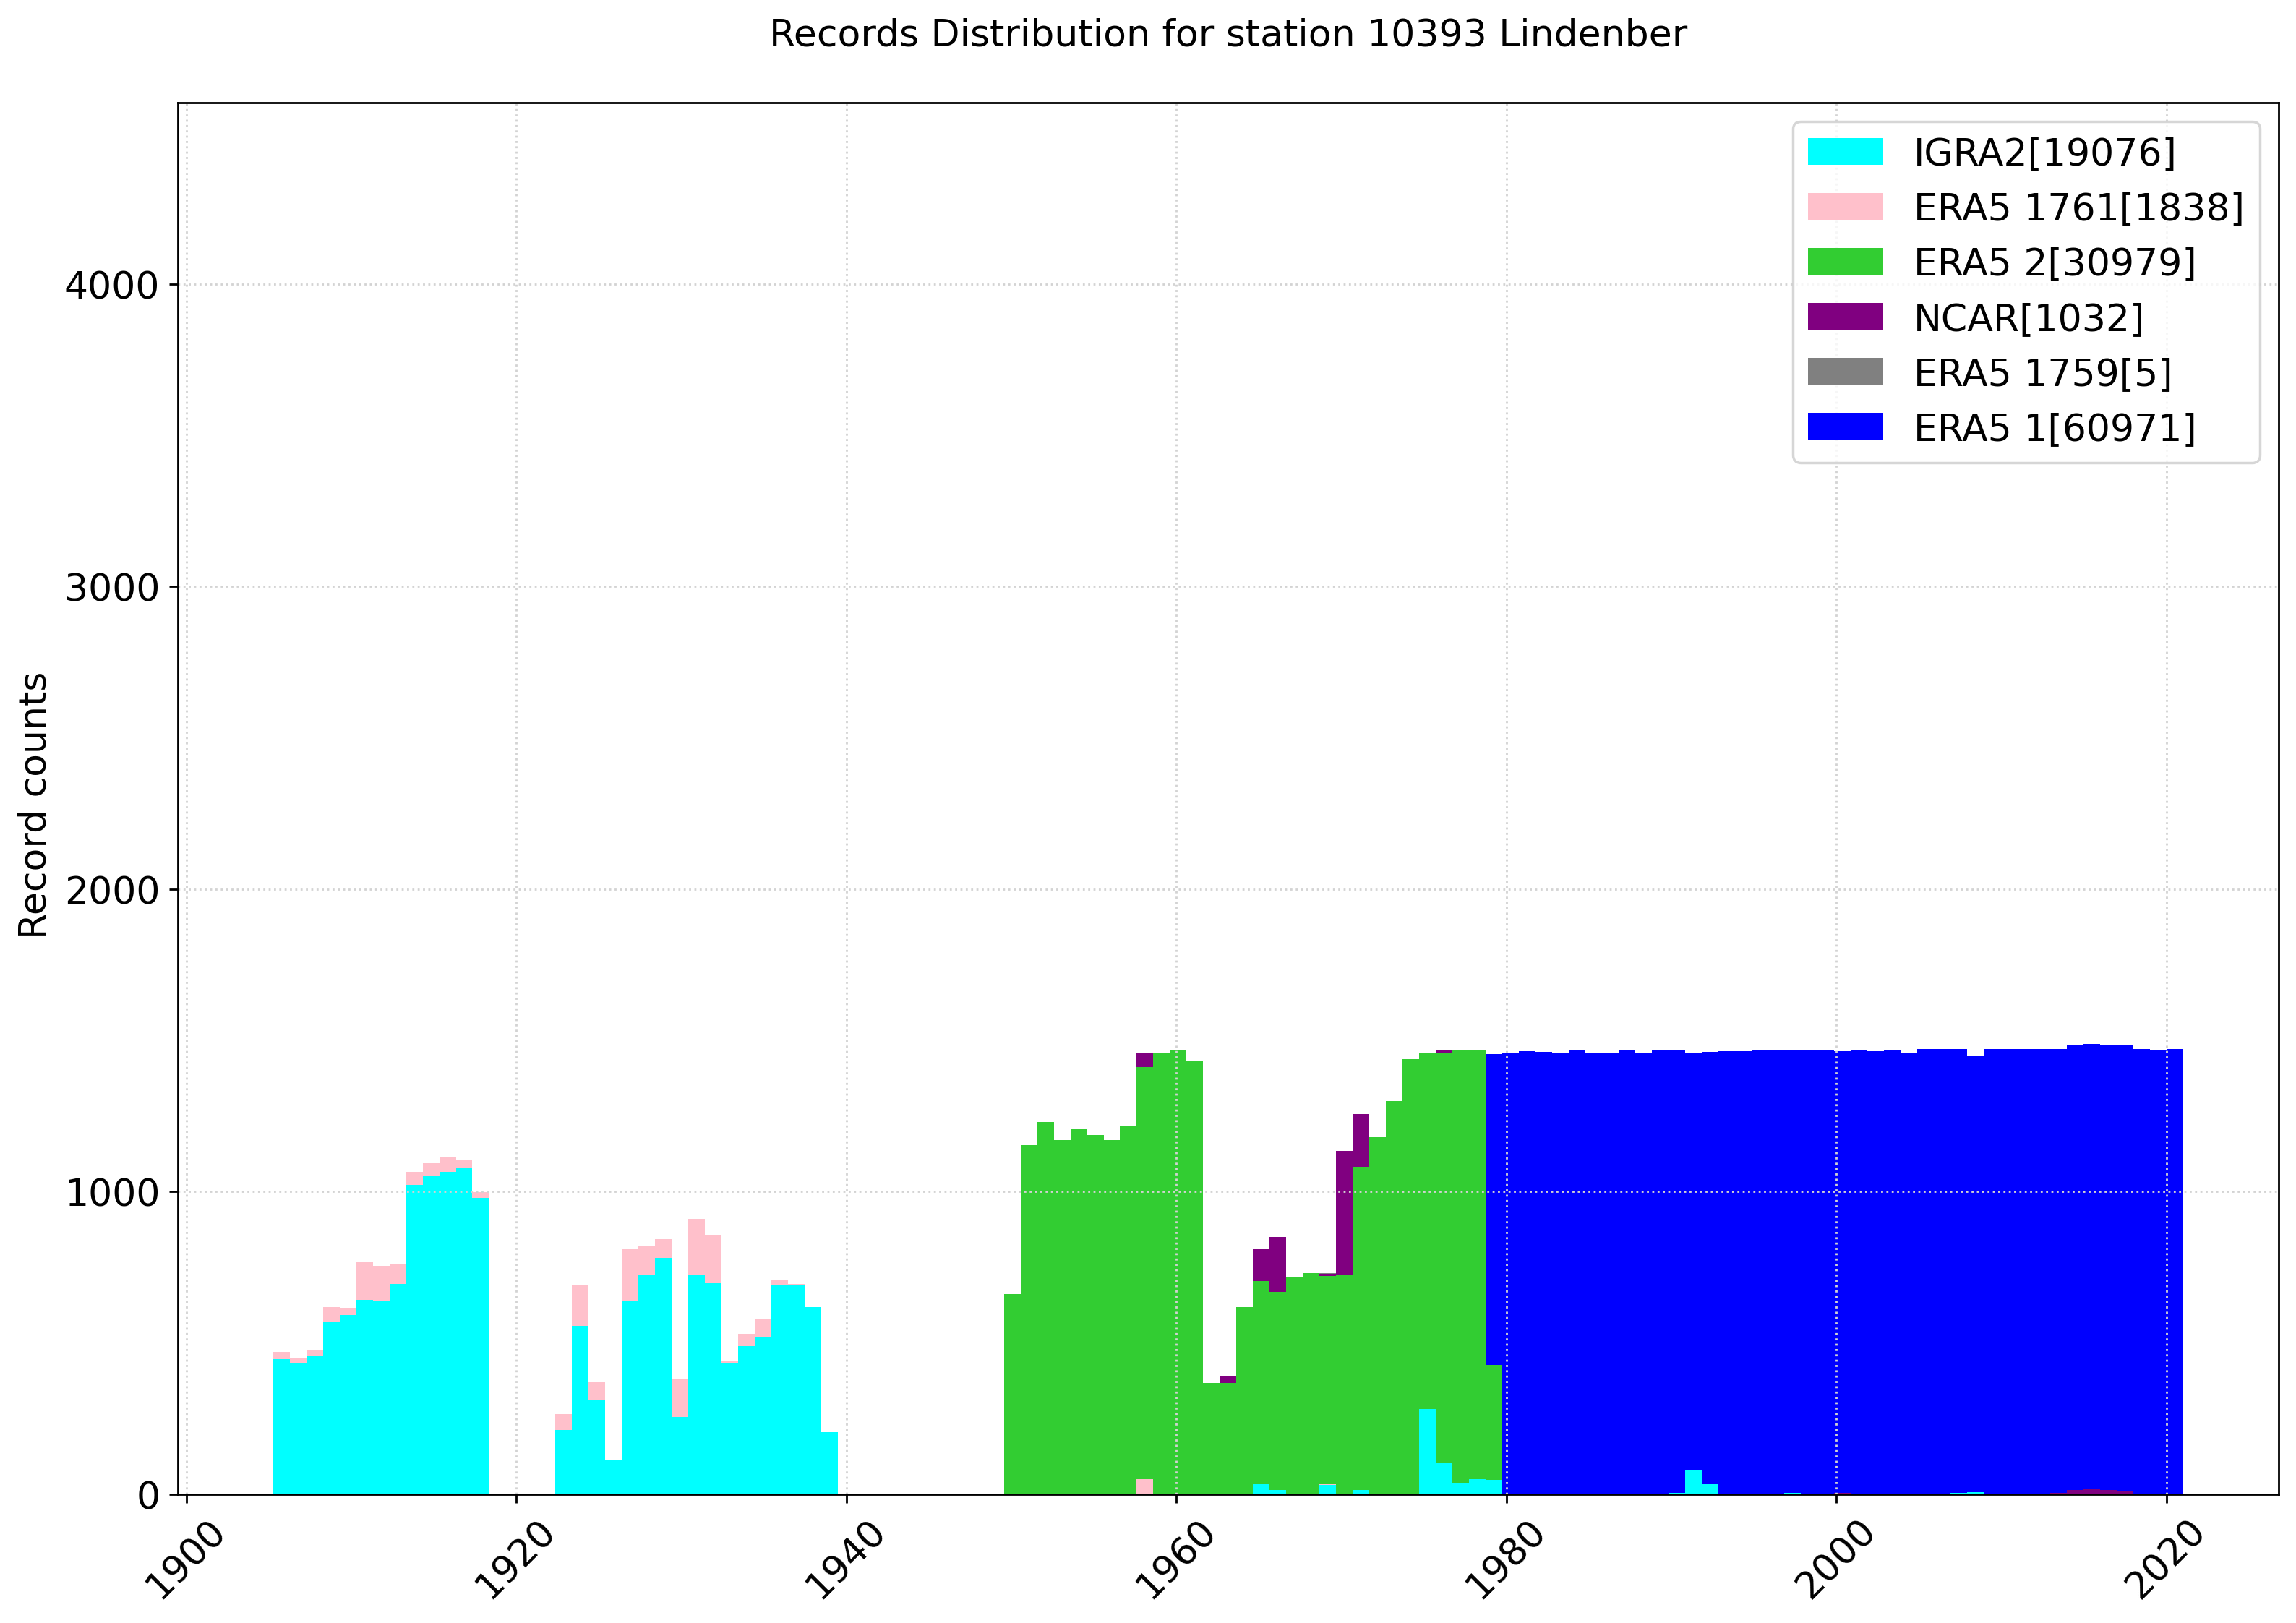 Records Distribution for station 10393 Lindenber
IGRA2[19076]
ERA5 1761[1838]
ERA5 2[30979]
NCAR[1032]
ERA5 1759[5]
ERA5 1[60971]
Record counts
4000
3000
2000
1000
0
1900
1920
1940
1960
1980
2000
2020